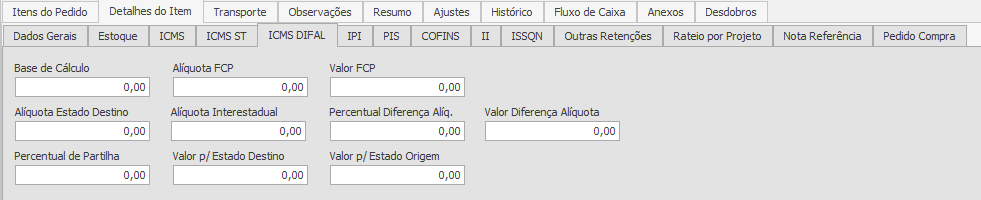 Itens do Pedido Detalhes do Item Transporte Observações Resumo Ajustes Histórico Fluxo de Caixa Anexos Desdobros
Dados Gerais Estoque ICMS ICMS ST ICMS DIFAL IPI PIS COFINS II ISSQN Outras Retenções Rateio por Projeto Nota Referência Pedido Compra
Base de Cálculo Alíquota FCP Valor FCP
0,00 0,00 0,00
Alíquota Estado Destino Alíquota Interestadual Percentual Diferença Alíq. Valor Diferença Alíquota
0,00 0,00 0,00 0,00
Percentual de Partilha Valor p/ Estado Destino Valor p/ Estado Origem
0,00 0,00 0,00